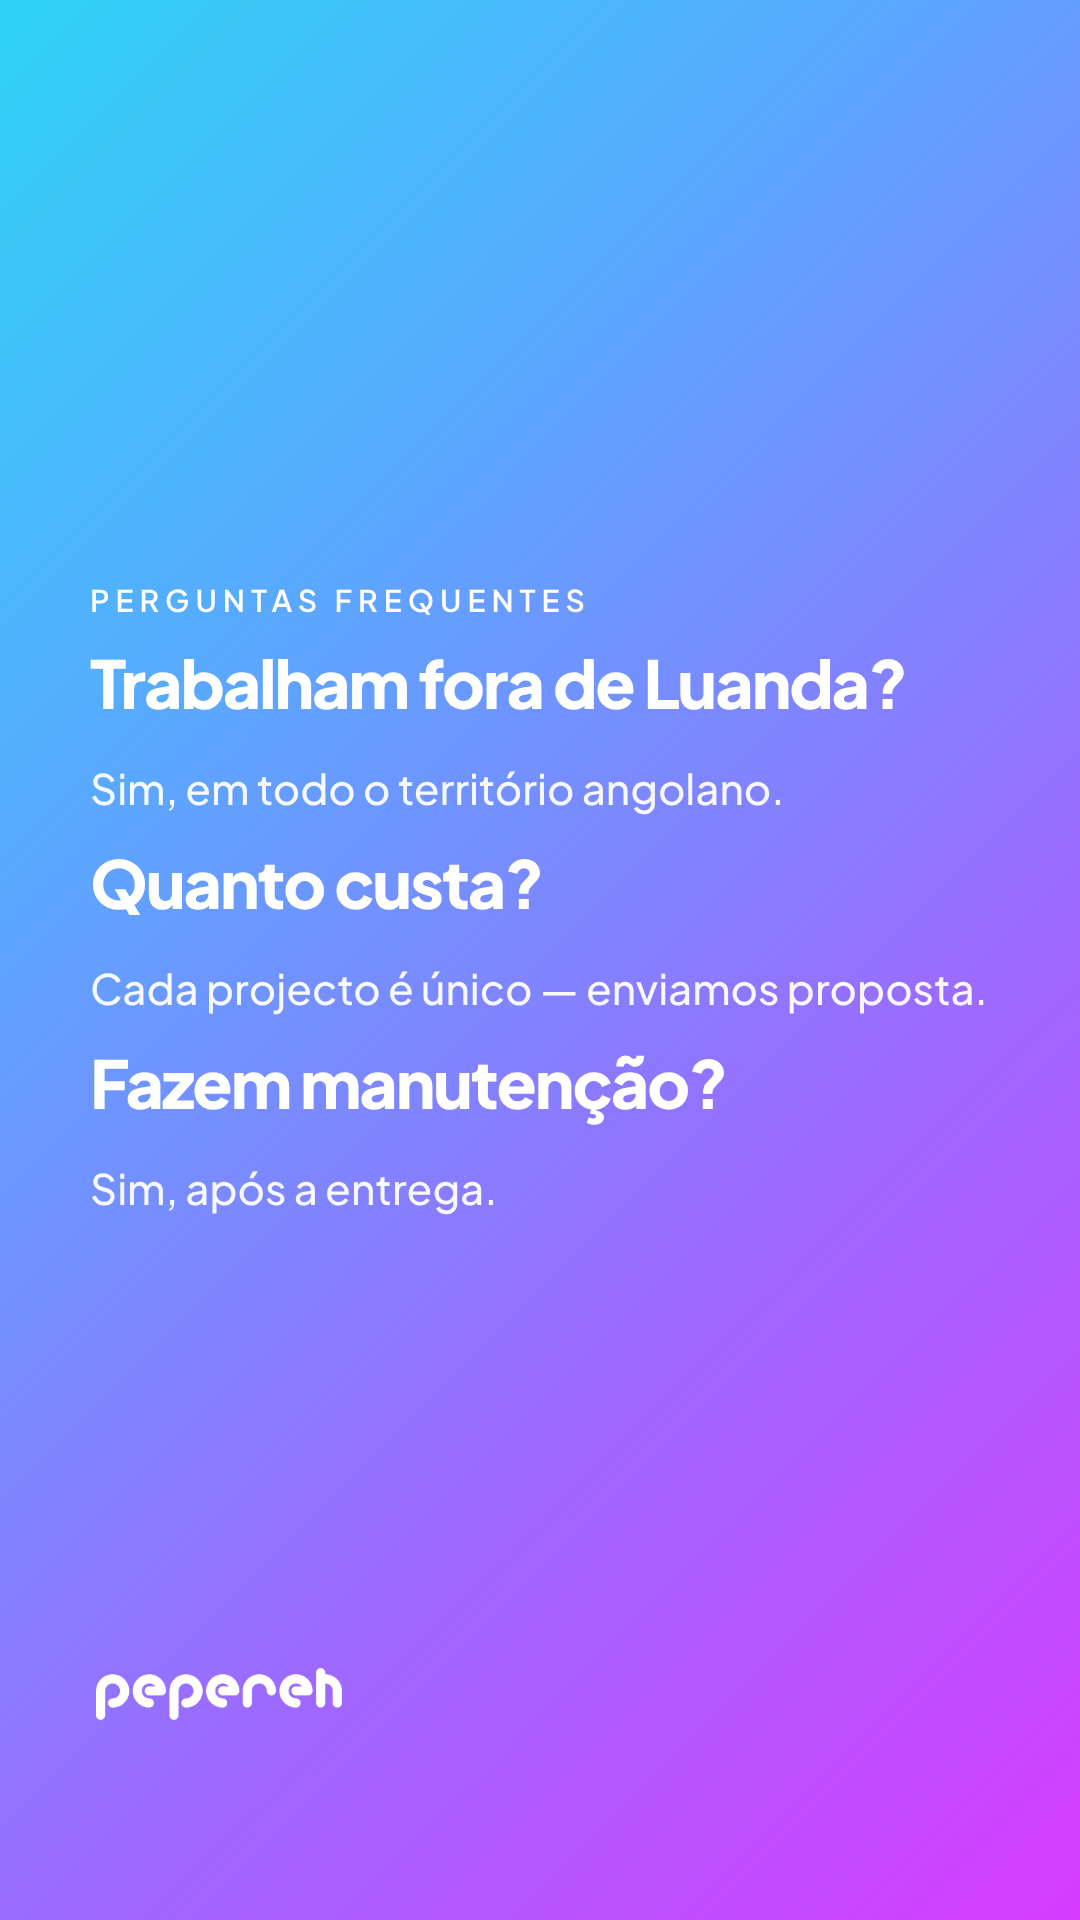 PERGUNTAS FREQUENTES
Trabalham fora de Luanda?
Sim, em todo o território angolano.
Quanto custa?
Cada projecto é único — enviamos proposta.
Fazem manutenção?
Sim, após a entrega.
pepereh